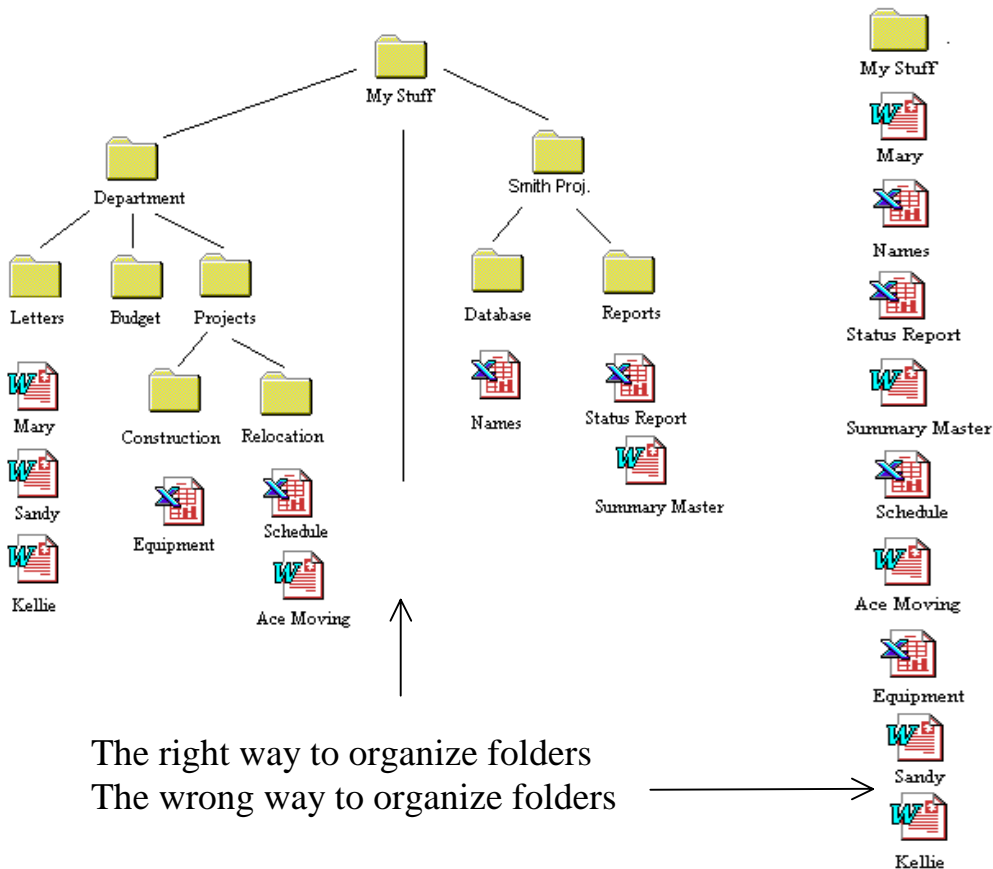 My Stuff
Department
Smith Proj.
Letters
Budget
Projects
Database
Reports
Mary
Sandy
Kellie
Construction
Relocation
Equipment
Schedule
Ace Moving
Names
Status Report
Summary Master
My Stuff
Mary
Names
Status Report
Summary Master
Schedule
Ace Moving
Equipment
Sandy
Kellie
The right way to organize folders
The wrong way to organize folders